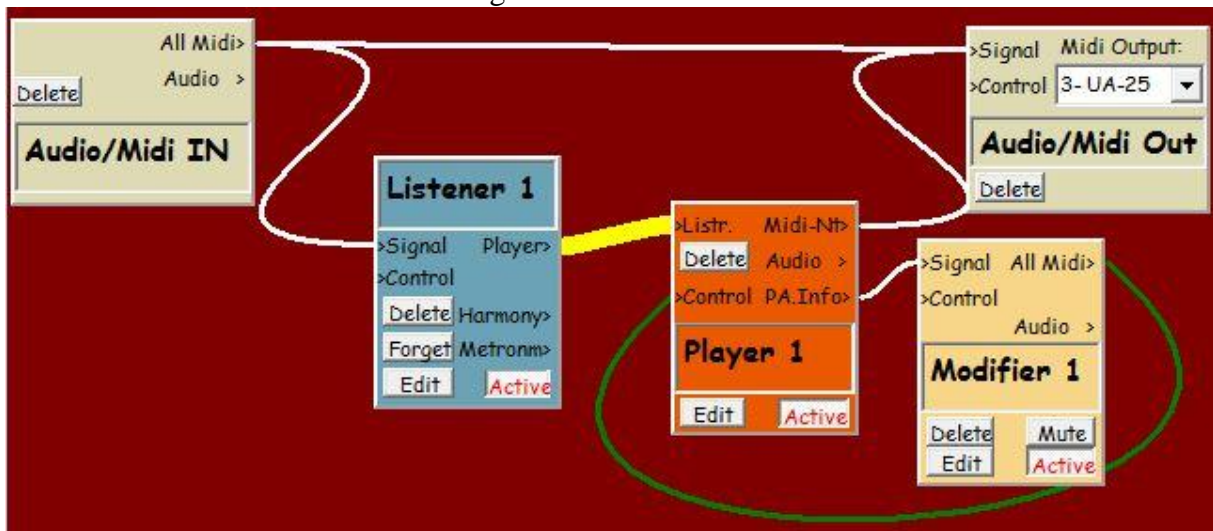 All Midi>
Audio >
Delete
Audio/Midi IN
>Signal Midi Output:
>Control 3- UA-25
Audio/Midi Out
Delete
Listener 1
>Signal Player>
>Control
Delete Harmony>
Forget Metronm>
Edit Active
>Listr. Midi-Nt>
Delete Audio >
>Control PA.Info>
Player 1
Edit Active
>Signal All Midi>
>Control
Audio >
Modifier 1
Delete Mute
Edit Active